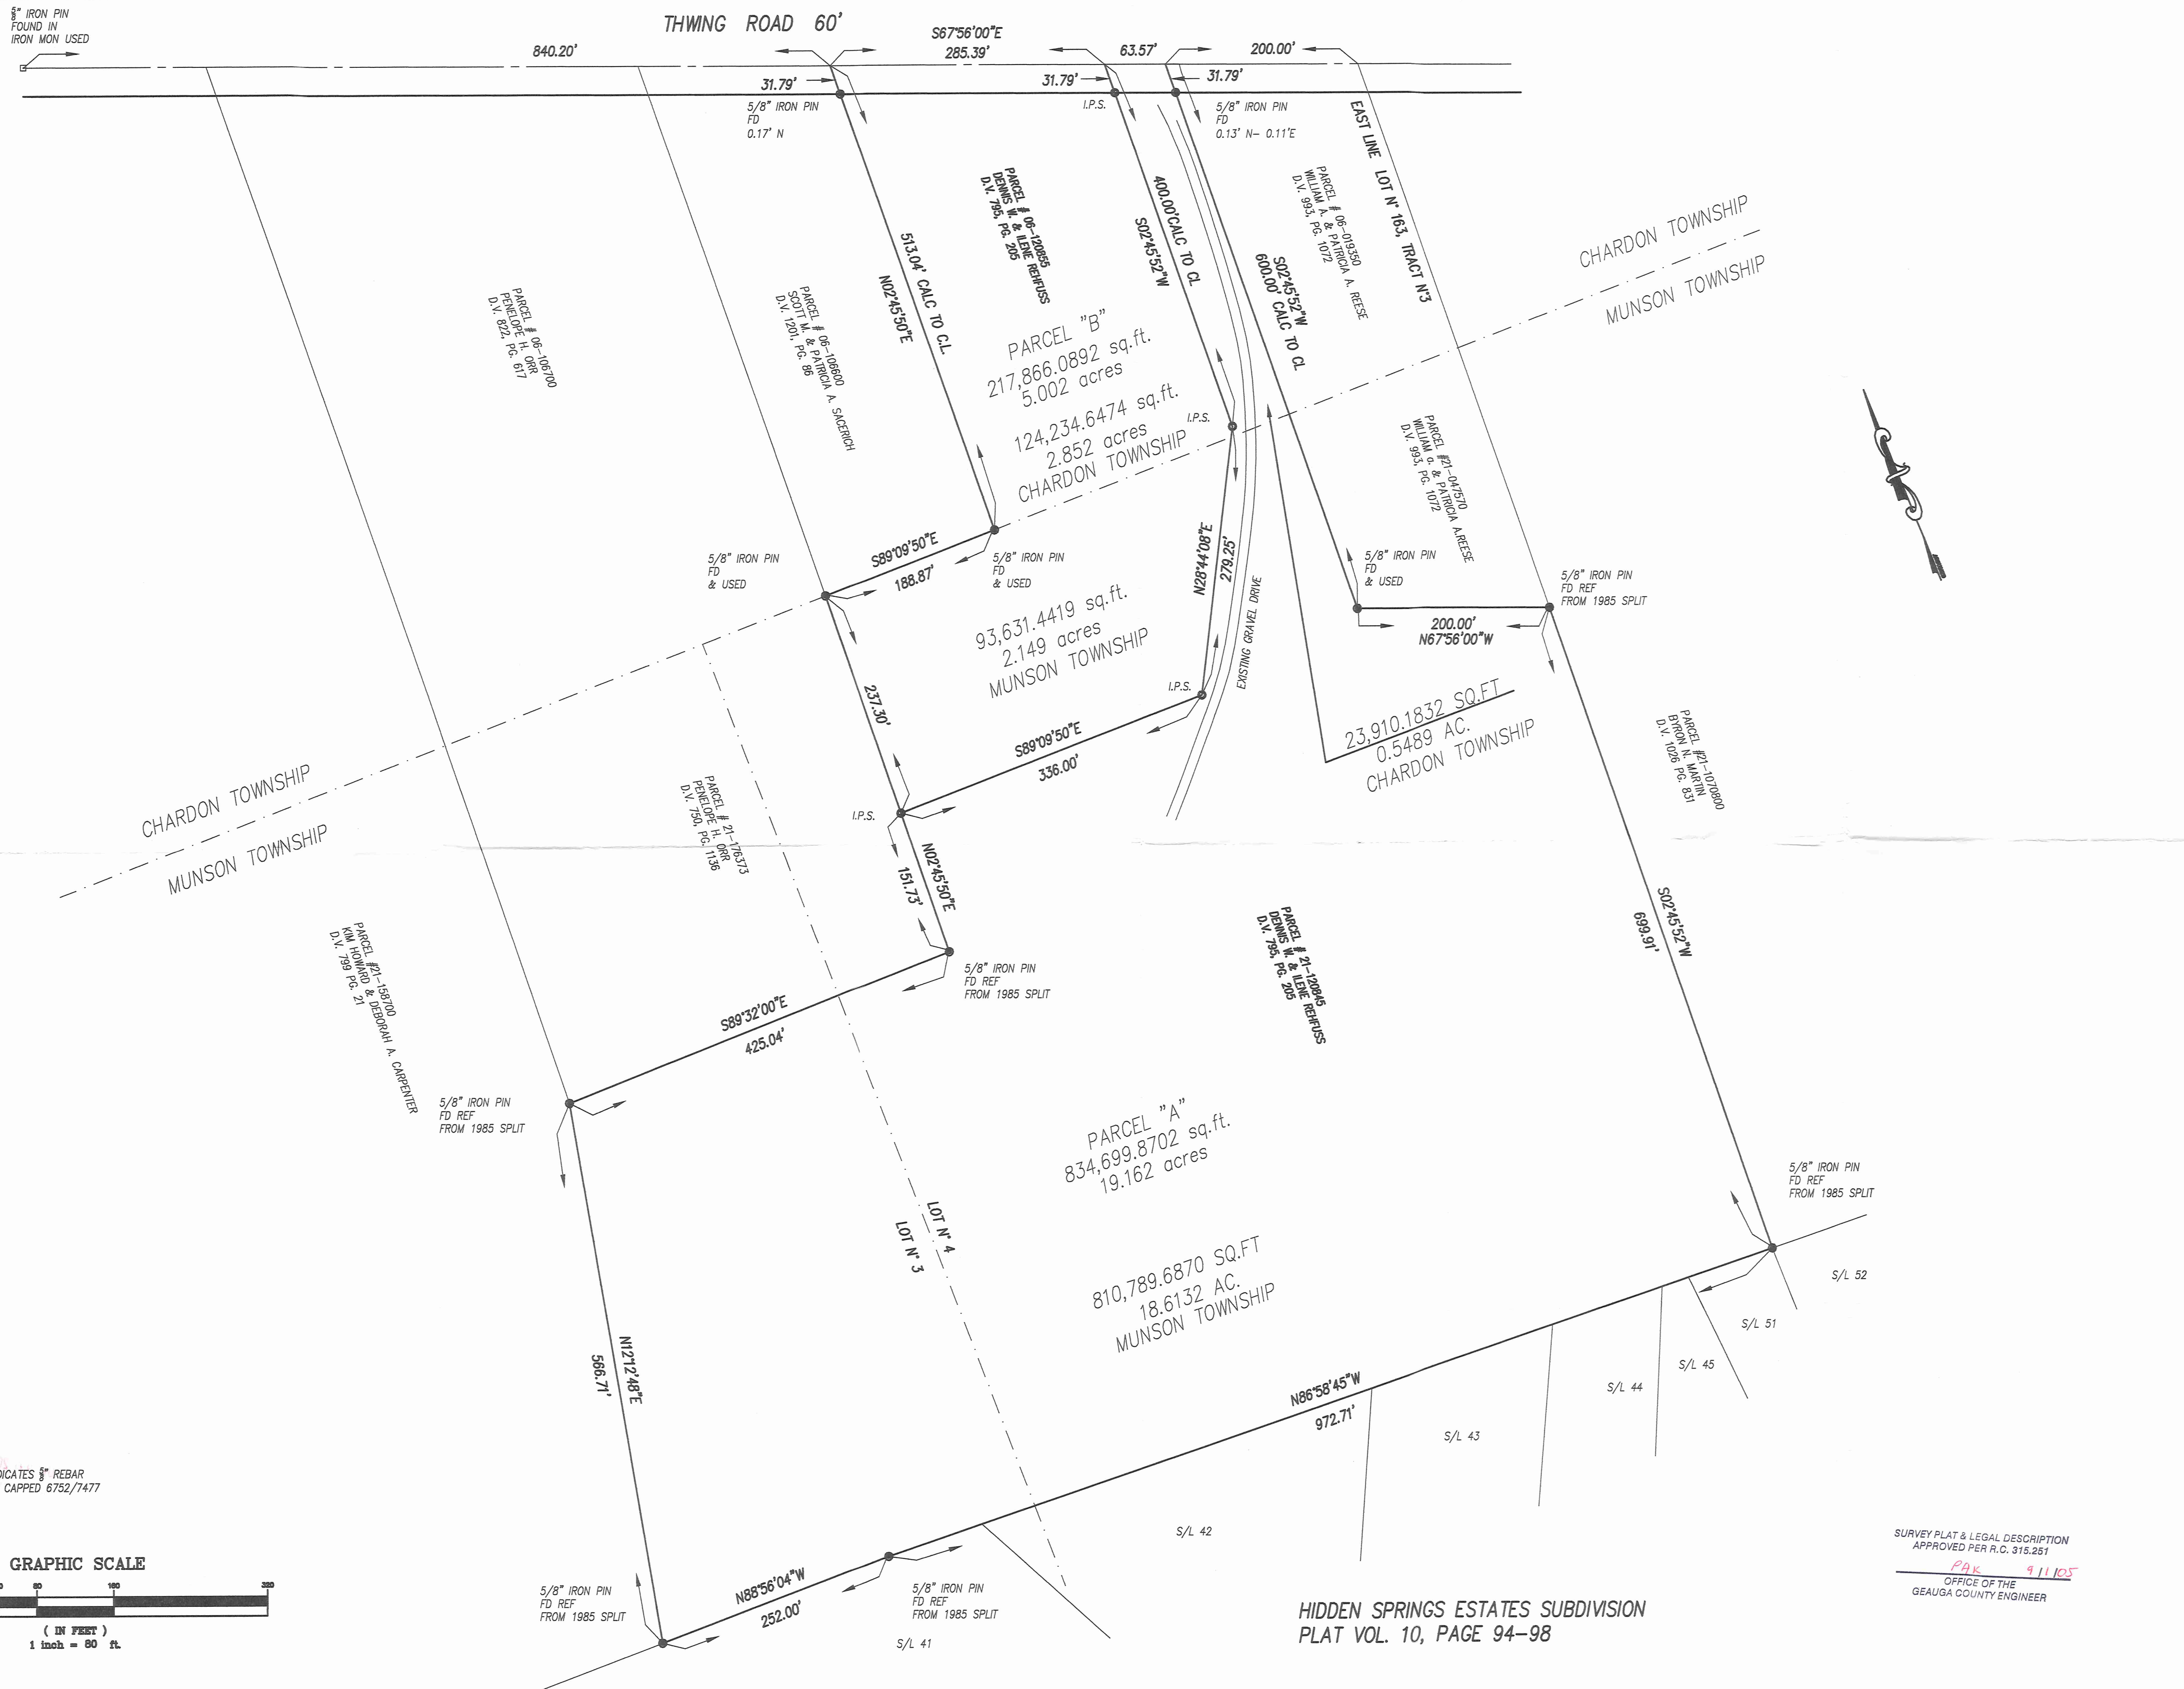 5/8" IRON PIN
FOUND IN
IRON MON USED
THWING ROAD 60'
840.20'
S67°56'00"E
285.39'
63.57'
200.00'
31.79'
31.79'
31.79'
5/8" IRON PIN
FD
0.17' N
I.P.S.
5/8" IRON PIN
FD
0.13' N- 0.11'E
EAST LINE LOT N° 163, TRACT N°3
PARCEL # 06-106700
PENELOPE H. ORR
D.V. 822, PG. 617
PARCEL # 06-106600
SCOTT M. & PATRICIA A. SACERICH
D.V. 1201, PG. 86
513.04' CALC TO C.L.
N02°45'50"E
PARCEL # 06-120855
DENNIS W. & ILENE REHFUSS
D.V. 795, PG. 205
400.00'CALC TO CL
S02°45'52"W
PARCEL # 06-019350
WILLIAM A. & PATRICIA A. REESE
D.V. 993, PG. 1072
S02°45'52"W
600.00' CALC TO CL
CHARDON TOWNSHIP
MUNSON TOWNSHIP
PARCEL "B"
217,866.0892 sq.ft.
5.002 acres
124,234.6474 sq.ft.
2.852 acres
CHARDON TOWNSHIP
I.P.S.
PARCEL #21-047570
WILLIAM a. & PATRICIA A.REESE
D.V. 993, PG. 1072
5/8" IRON PIN
FD
& USED
S89°09'50"E
188.87'
5/8" IRON PIN
FD
& USED
N28°44'08"E
279.25'
EXISTING GRAVEL DRIVE
5/8" IRON PIN
FD
& USED
5/8" IRON PIN
FD REF
FROM 1985 SPLIT
200.00'
N67°56'00"W
93,631.4419 sq.ft.
2.149 acres
MUNSON TOWNSHIP
237.30'
I.P.S.
S89°09'50"E
336.00'
23,910.1832 SQ.FT
0.5489 AC.
CHARDON TOWNSHIP
PARCEL #21-1070800
BYRON N. MARTIN
D.V. 1026 PG. 831
CHARDON TOWNSHIP
MUNSON TOWNSHIP
PARCEL # 21-176373
PENELOPE H. ORR
D.V. 750, PG. 1136
I.P.S.
N02°45'50"E
151.73'
PARCEL #21-158700
KIM HOWARD & DEBORAH A. CARPENTER
D.V. 799 PG. 21
5/8" IRON PIN
FD REF
FROM 1985 SPLIT
S89°32'00"E
425.04'
PARCEL # 21-120845
DENNIS W. & ILENE REHFUSS
D.V. 795, PG. 205
S02°45'52"W
699.91'
5/8" IRON PIN
FD REF
FROM 1985 SPLIT
PARCEL "A"
834,699.8702 sq.ft.
19.162 acres
5/8" IRON PIN
FD REF
FROM 1985 SPLIT
LOT N° 4
LOT N° 3
810,789.6870 SQ.FT
18.6132 AC.
MUNSON TOWNSHIP
S/L 52
S/L 51
S/L 45
S/L 44
S/L 43
S/L 42
S/L 41
N12°12'48"E
566.71'
N86°58'45"W
972.71'
N88°56'04"W
252.00'
5/8" IRON PIN
FD REF
FROM 1985 SPLIT
5/8" IRON PIN
FD REF
FROM 1985 SPLIT
DICATES 5/8" REBAR
CAPPED 6752/7477
GRAPHIC SCALE
0 80 160 320
( IN FEET )
1 inch = 80 ft.
HIDDEN SPRINGS ESTATES SUBDIVISION
PLAT VOL. 10, PAGE 94-98
SURVEY PLAT & LEGAL DESCRIPTION
APPROVED PER R.C. 315.251
PAK 9/1/05
OFFICE OF THE
GEAUGA COUNTY ENGINEER